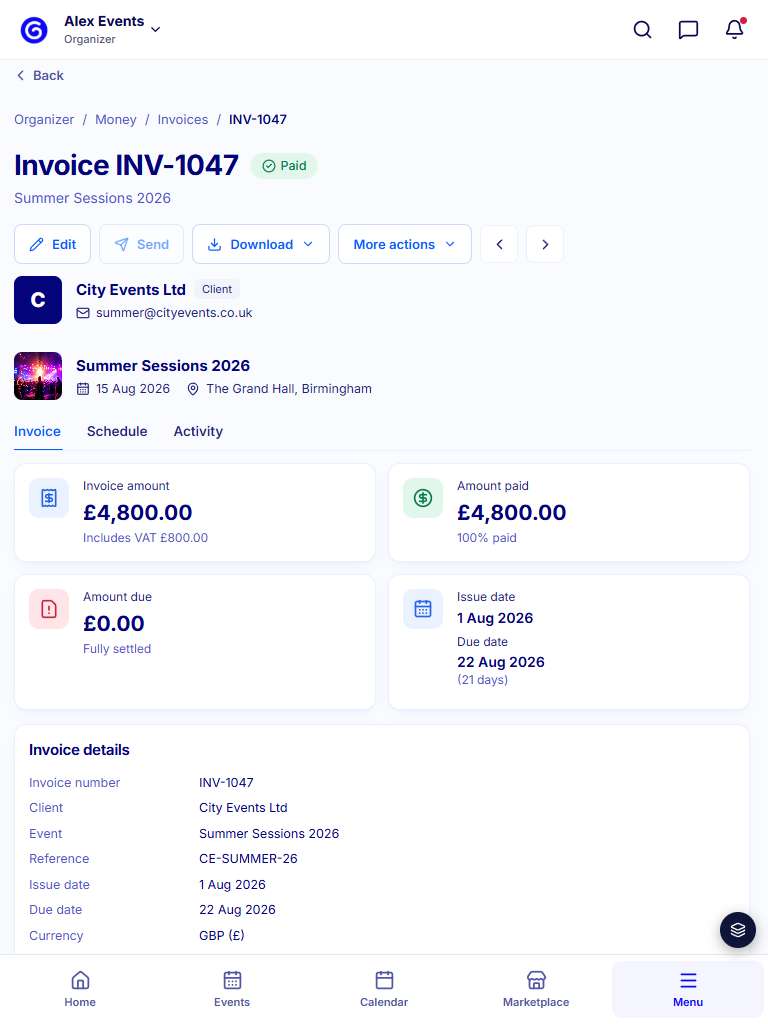 Alex Events
Organizer
Back
Organizer / Money / Invoices / INV-1047
Invoice INV-1047 Paid
Summer Sessions 2026
Edit Send Download More actions
C City Events Ltd Client
summer@cityevents.co.uk
Summer Sessions 2026
15 Aug 2026 The Grand Hall, Birmingham
Invoice Schedule Activity
Invoice amount
£4,800.00
Includes VAT £800.00
Amount paid
£4,800.00
100% paid
Amount due
£0.00
Fully settled
Issue date
1 Aug 2026
Due date
22 Aug 2026
(21 days)
Invoice details
Invoice number INV-1047
Client City Events Ltd
Event Summer Sessions 2026
Reference CE-SUMMER-26
Issue date 1 Aug 2026
Due date 22 Aug 2026
Currency GBP (£)
Home Events Calendar Marketplace Menu